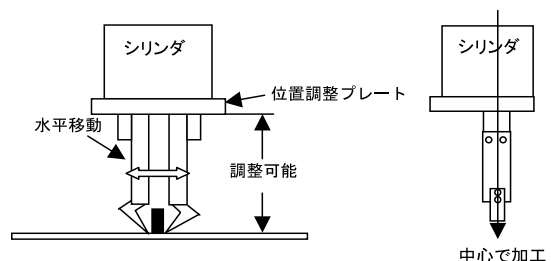 シリンダ
シリンダ
位置調整プレート
水平移動
調整可能
中心で加工